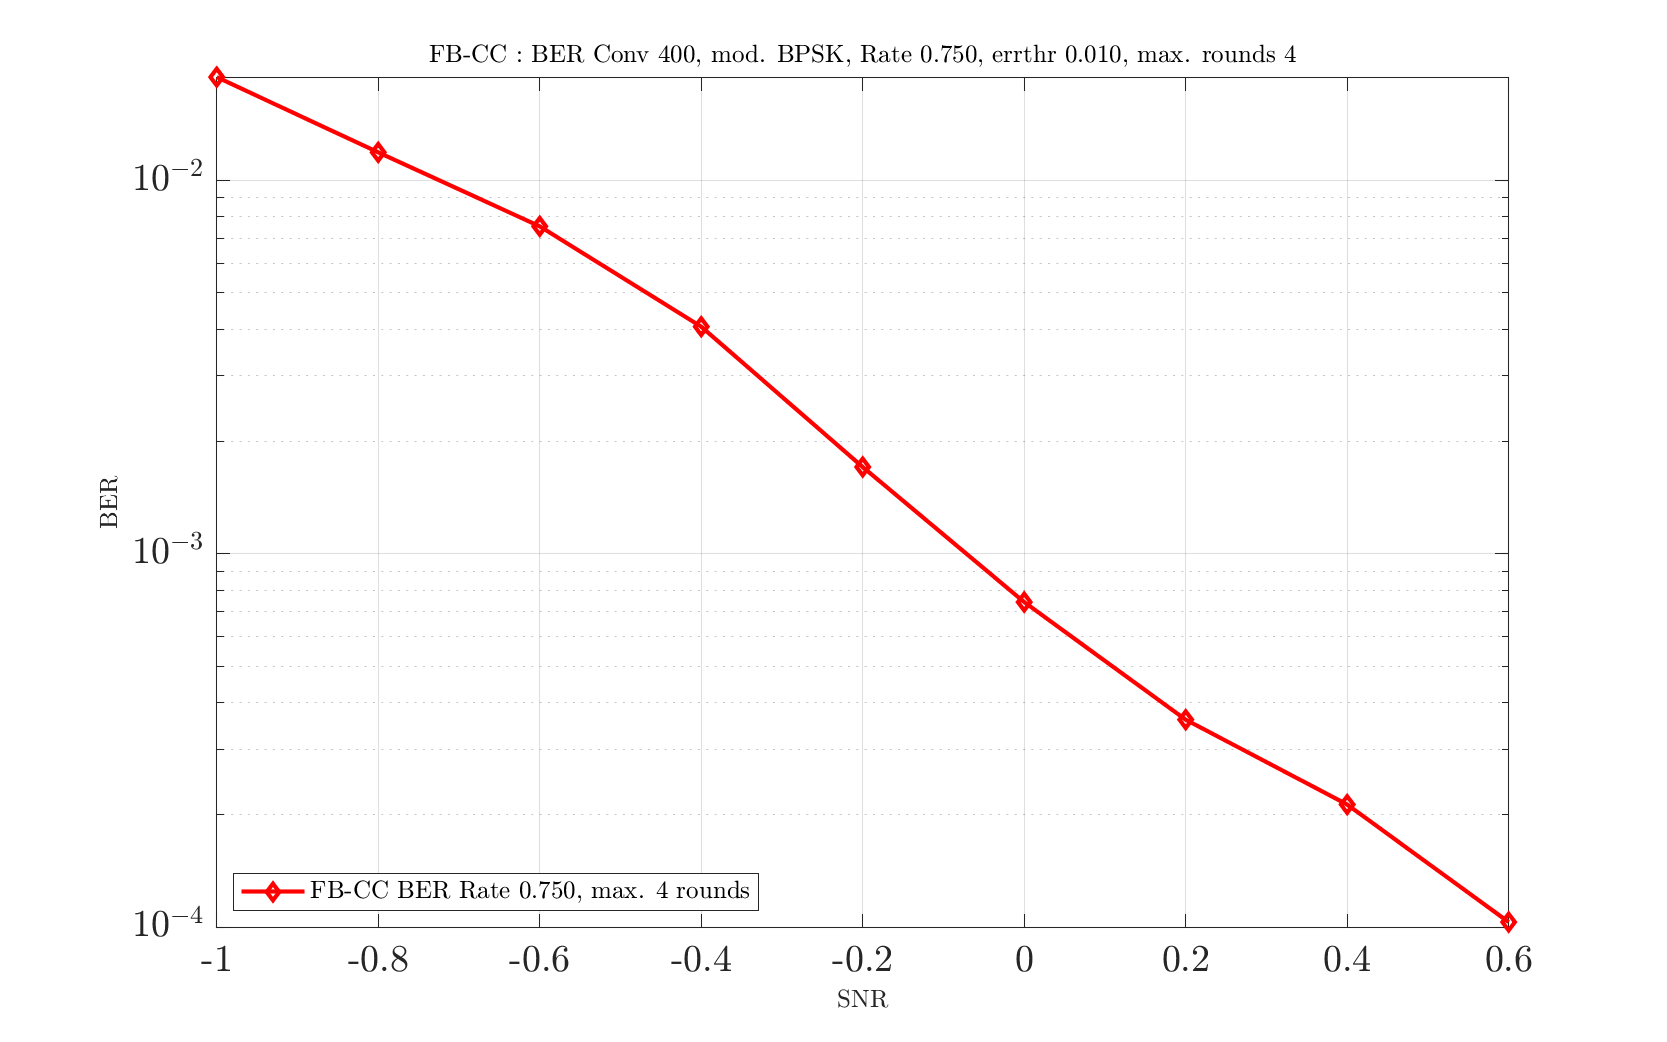 FB-CC : BER Conv 400, mod. BPSK, Rate 0.750, errthr 0.010, max. rounds 4
10⁻²
10⁻³
10⁻⁴
BER
FB-CC BER Rate 0.750, max. 4 rounds
-1 -0.8 -0.6 -0.4 -0.2 0 0.2 0.4 0.6
SNR